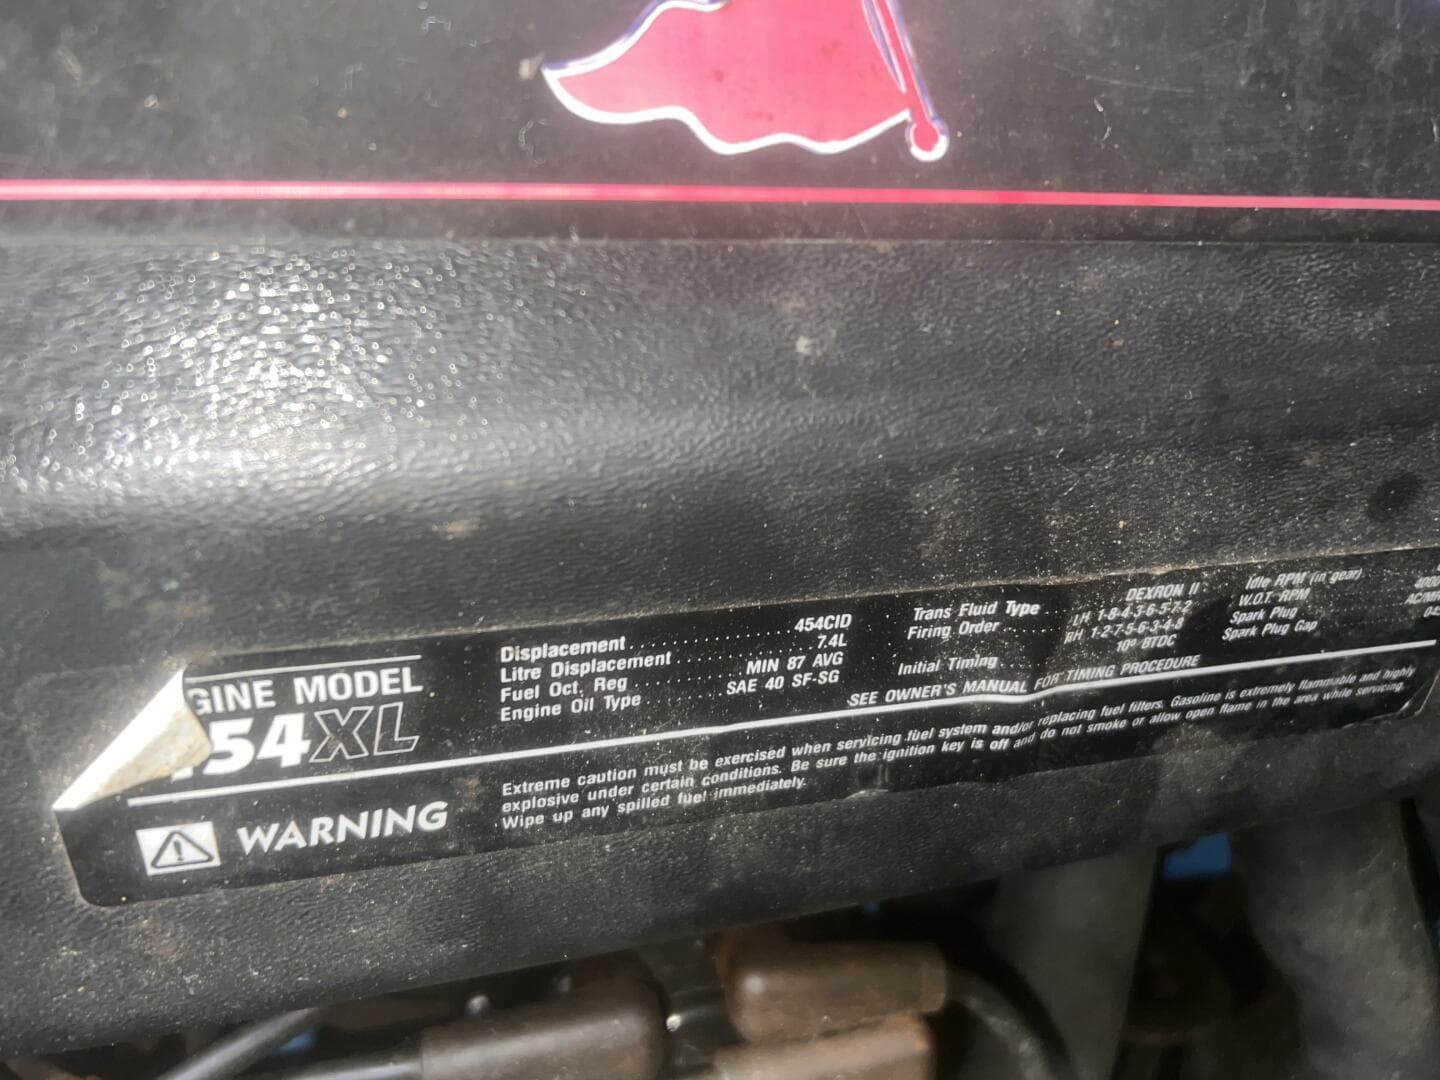 GINE MODEL
454XL
WARNING
Displacement 454CID
Litre Displacement 7.4L
Fuel Oct. Reg MIN 87 AVG
Engine Oil Type SAE 40 SF-SG
Trans Fluid Type DEXRON II
Firing Order LH 1-8-4-3-6-5-7-2
RH 1-2-7-5-6-3-4-8
Initial Timing 10º BTDC
SEE OWNER'S MANUAL FOR TIMING PROCEDURE
Idle RPM (in gear)
W.O.T. RPM
Spark Plug
Spark Plug Gap
Extreme caution must be exercised when servicing fuel system and/or replacing fuel filters. Gasoline is extremely flammable and highly
explosive under certain conditions. Be sure the ignition key is off and do not smoke or allow open flame in the area while servicing.
Wipe up any spilled fuel immediately.